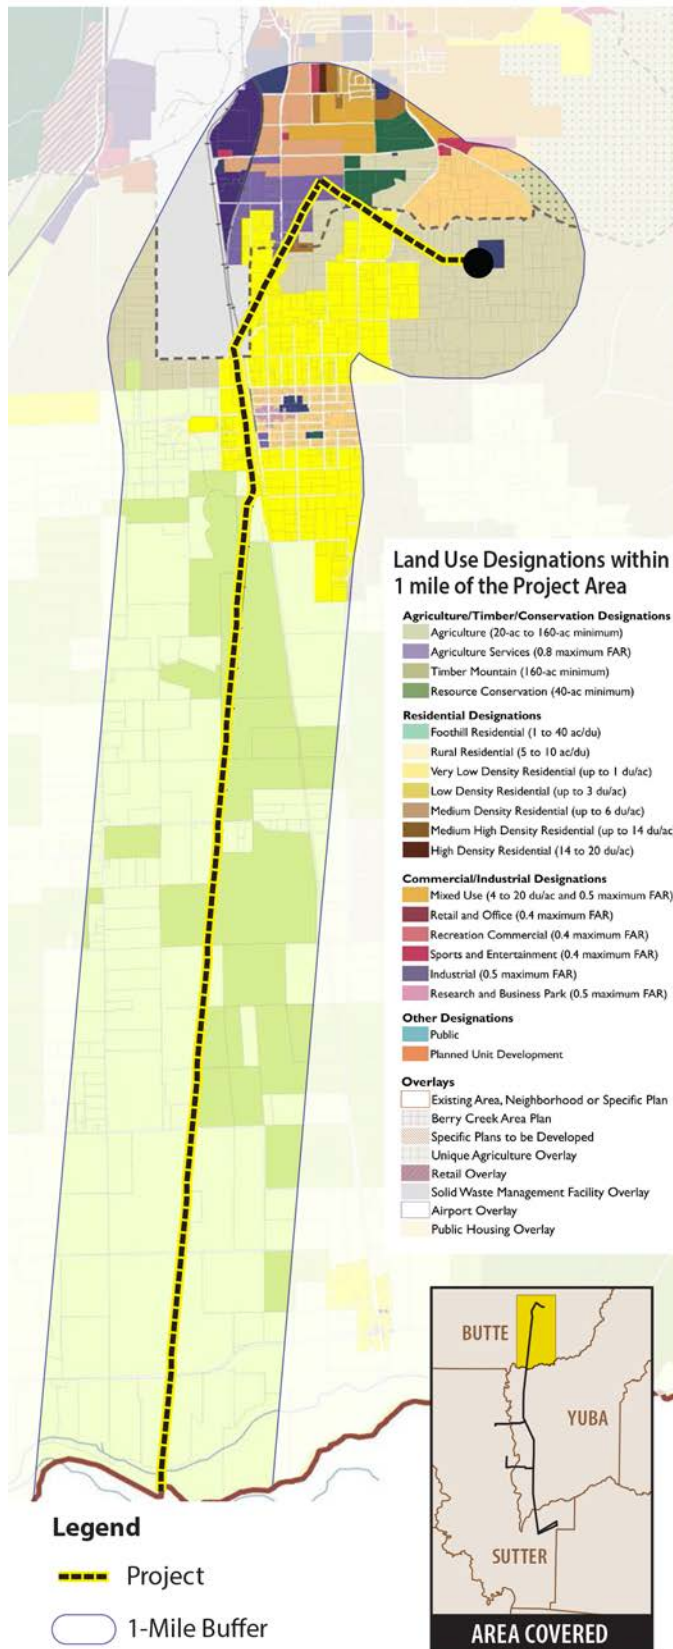 Land Use Designations within
1 mile of the Project Area
Agriculture/Timber/Conservation Designations
Agriculture (20-ac to 160-ac minimum)
Agriculture Services (0.8 maximum FAR)
Timber Mountain (160-ac minimum)
Resource Conservation (40-ac minimum)
Residential Designations
Foothill Residential (1 to 40 ac/du)
Rural Residential (5 to 10 ac/du)
Very Low Density Residential (up to 1 du/ac)
Low Density Residential (up to 3 du/ac)
Medium Density Residential (up to 6 du/ac)
Medium High Density Residential (up to 14 du/ac
High Density Residential (14 to 20 du/ac)
Commercial/Industrial Designations
Mixed Use (4 to 20 du/ac and 0.5 maximum FAR)
Retail and Office (0.4 maximum FAR)
Recreation Commercial (0.4 maximum FAR)
Sports and Entertainment (0.4 maximum FAR)
Industrial (0.5 maximum FAR)
Research and Business Park (0.5 maximum FAR)
Other Designations
Public
Planned Unit Development
Overlays
Existing Area, Neighborhood or Specific Plan
Berry Creek Area Plan
Specific Plans to be Developed
Unique Agriculture Overlay
Retail Overlay
Solid Waste Management Facility Overlay
Airport Overlay
Public Housing Overlay
BUTTE
YUBA
SUTTER
AREA COVERED
Legend
Project
1-Mile Buffer